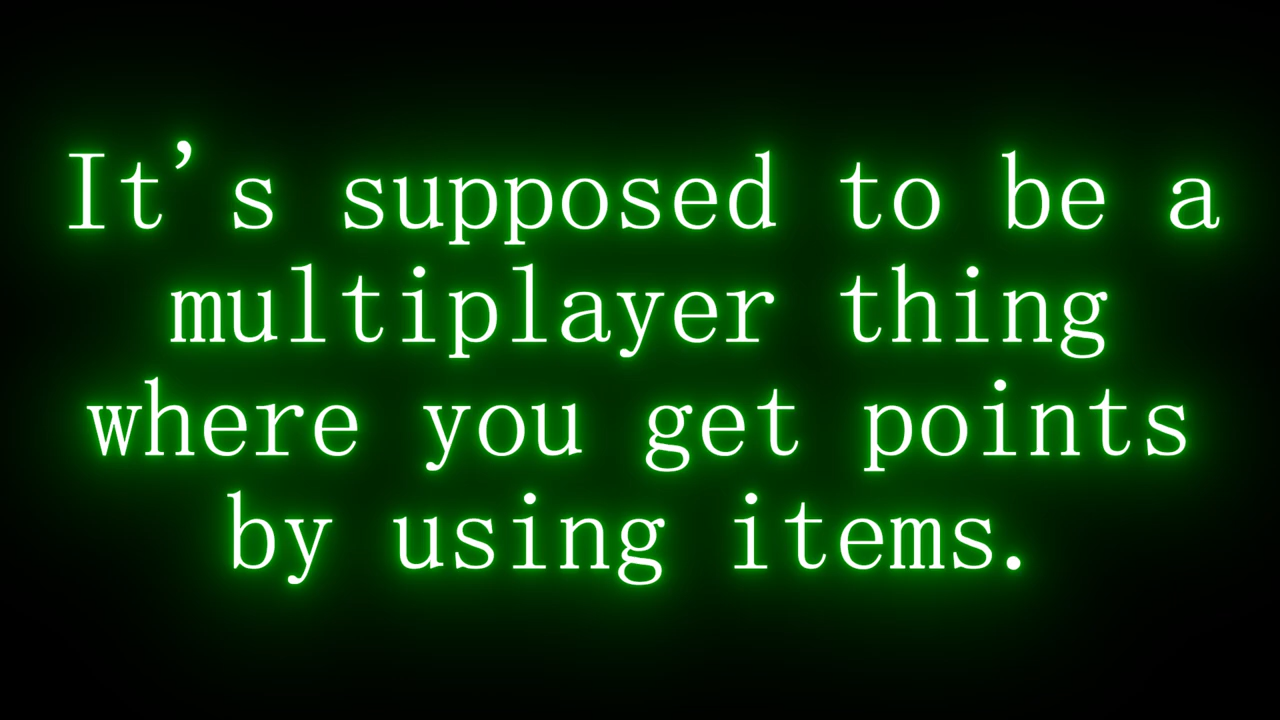 It’s supposed to be a
multiplayer thing
where you get points
by using items.